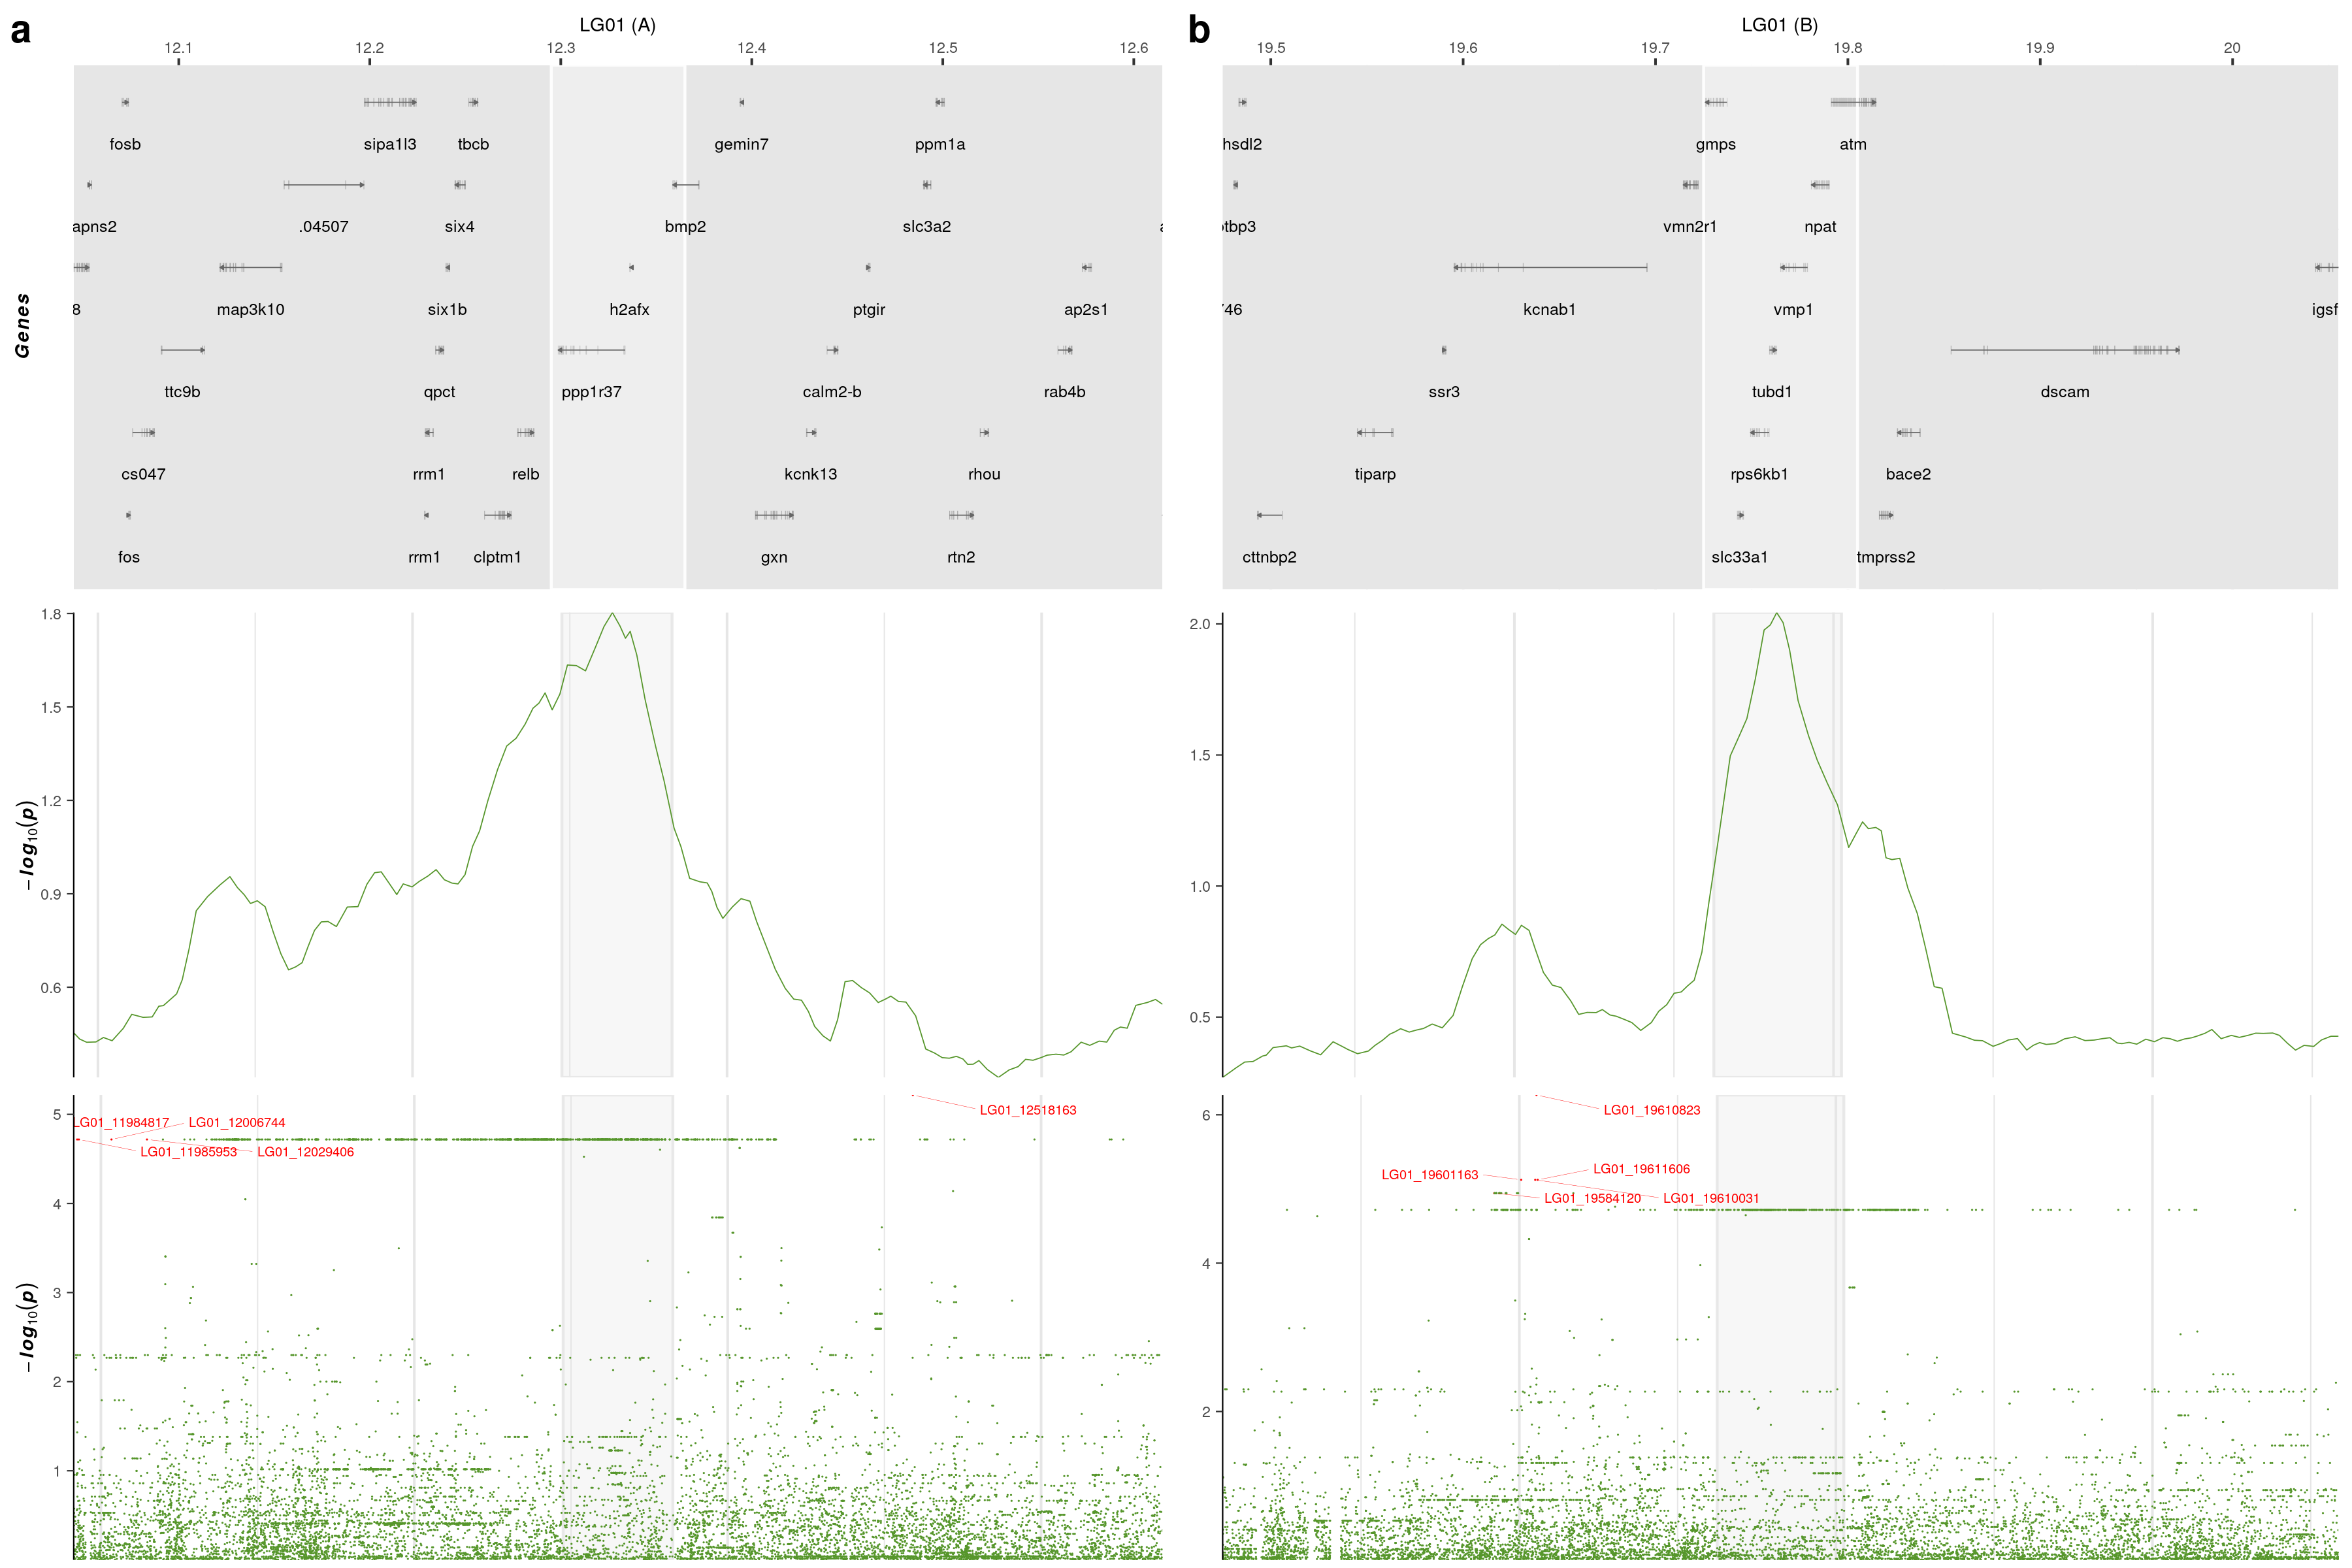 a
LG01 (A)
12.1 12.2 12.3 12.4 12.5 12.6
Genes
fosb sipa1l3 tbcb gemin7 ppm1a
apns2 .04507 six4 bmp2 slc3a2
8 map3k10 six1b h2afx ptgir ap2s1
ttc9b qpct ppp1r37 calm2-b rab4b
cs047 rrm1 relb kcnk13 rhou
fos rrm1 clptm1 gxn rtn2
−log10(p)
1.8
1.5
1.2
0.9
0.6
−log10(p)
5
4
3
2
1
LG01_12518163
LG01_11984817 LG01_12006744
LG01_11985953 LG01_12029406
b
LG01 (B)
19.5 19.6 19.7 19.8 19.9 20
hsdl2 gmps atm
tbp3 vmn2r1 npat
746 kcnab1 vmp1 igsf
ssr3 tubd1 dscam
tiparp rps6kb1 bace2
cttnbp2 slc33a1 tmprss2
2.0
1.5
1.0
0.5
6
4
2
LG01_19610823
LG01_19601163 LG01_19611606
LG01_19584120 LG01_19610031